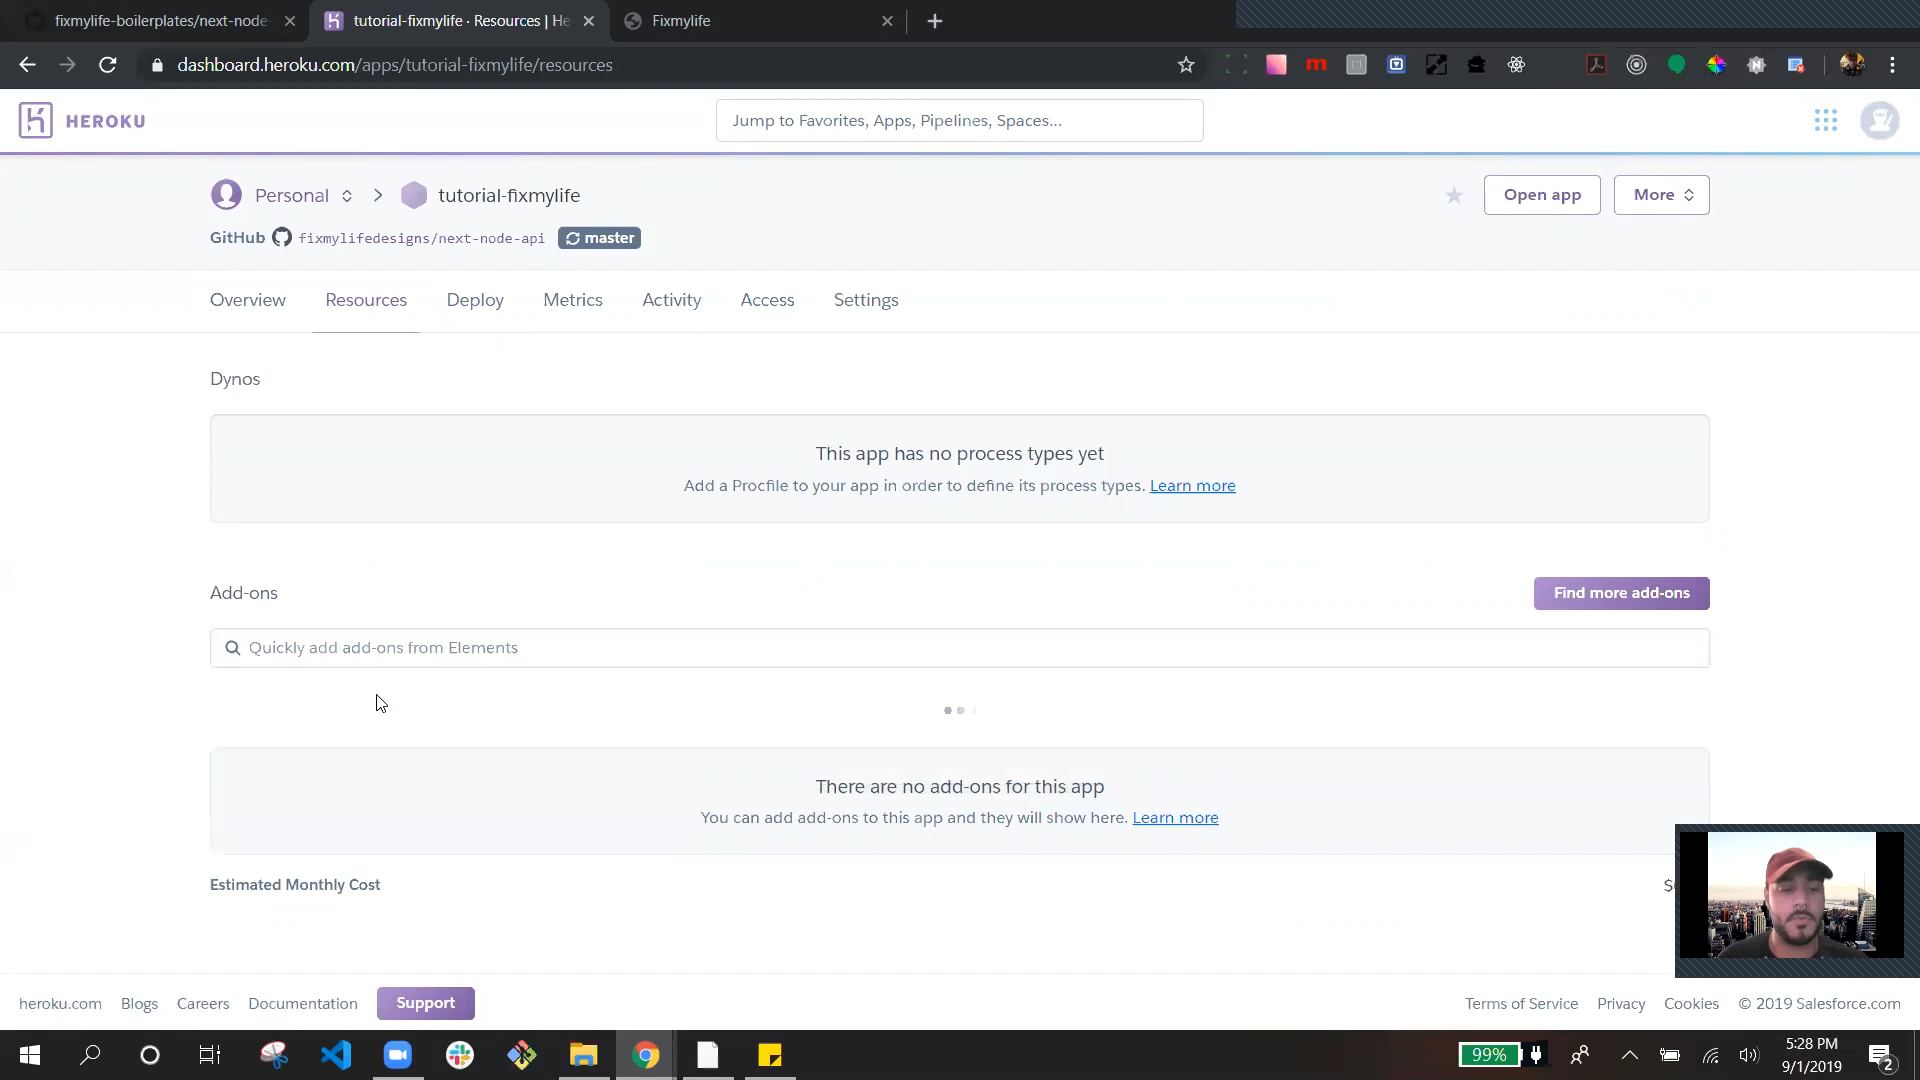 fixmylife-boilerplates/next-node-
tutorial-fixmylife · Resources | He
Fixmylife
dashboard.heroku.com/apps/tutorial-fixmylife/resources
HEROKU
Jump to Favorites, Apps, Pipelines, Spaces...
Personal
tutorial-fixmylife
Open app
More
GitHub fixmylifedesigns/next-node-api master
Overview Resources Deploy Metrics Activity Access Settings
Dynos
This app has no process types yet
Add a Procfile to your app in order to define its process types. Learn more
Add-ons
Find more add-ons
Quickly add add-ons from Elements
There are no add-ons for this app
You can add add-ons to this app and they will show here. Learn more
Estimated Monthly Cost
heroku.com Blogs Careers Documentation Support
Terms of Service Privacy Cookies © 2019 Salesforce.com
99%
5:28 PM
9/1/2019
2